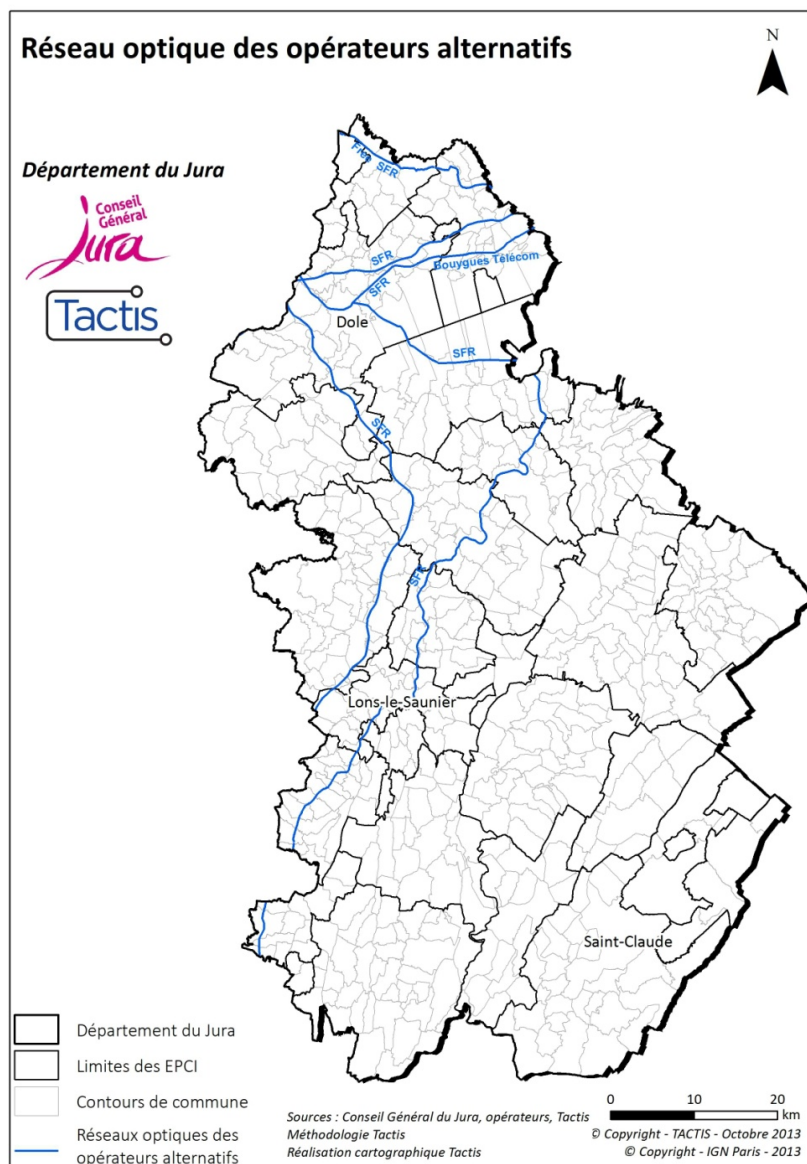 Réseau optique des opérateurs alternatifs
N
Département du Jura
Conseil
Général
Jura
Tactis
Free SFR
SFR
Bouygues Télécom
SFR
Dole
SFR
SFR
SFR
Lons-le-Saunier
Saint-Claude
Département du Jura
Limites des EPCI
Contours de commune
Réseaux optiques des
opérateurs alternatifs
0 10 20
km
Sources : Conseil Général du Jura, opérateurs, Tactis
Méthodologie Tactis
Réalisation cartographique Tactis
© Copyright - TACTIS - Octobre 2013
© Copyright - IGN Paris - 2013